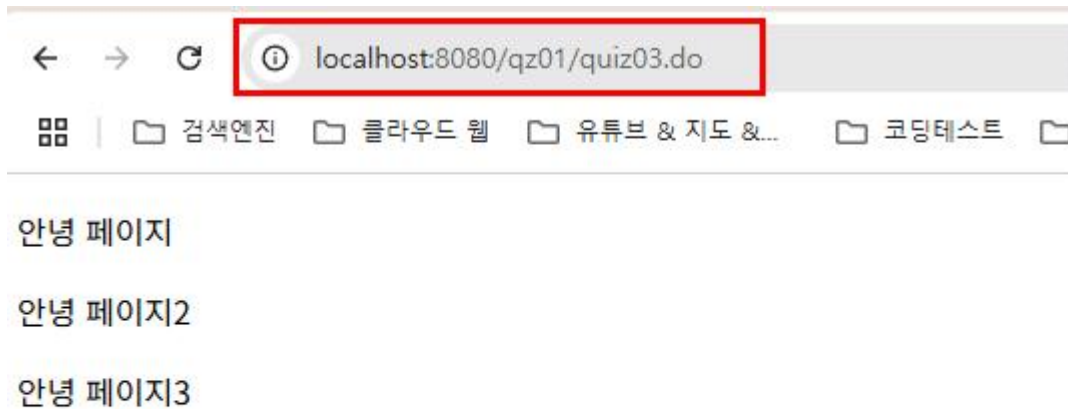 localhost:8080/qz01/quiz03.do
검색엔진 클라우드 웹 유튜브 & 지도 &... 코딩테스트
안녕 페이지
안녕 페이지2
안녕 페이지3